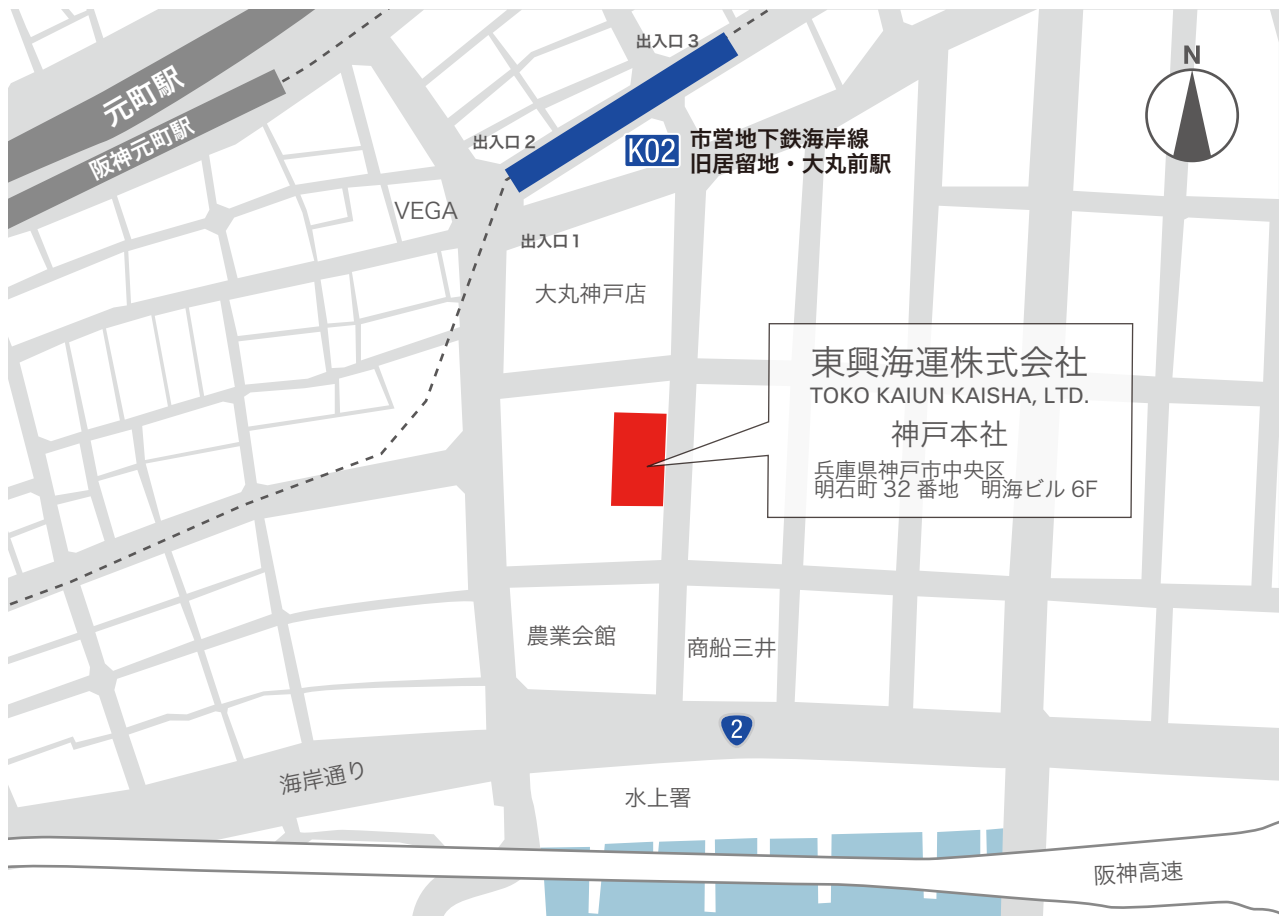 出入口 3
N
元町駅
阪神元町駅
出入口 2
K02
市営地下鉄海岸線
旧居留地・大丸前駅
VEGA
出入口 1
大丸神戸店
東興海運株式会社
TOKO KAIUN KAISHA, LTD.
神戸本社
兵庫県神戸市中央区
明石町 32 番地　明海ビル 6F
農業会館
商船三井
2
海岸通り
水上署
阪神高速